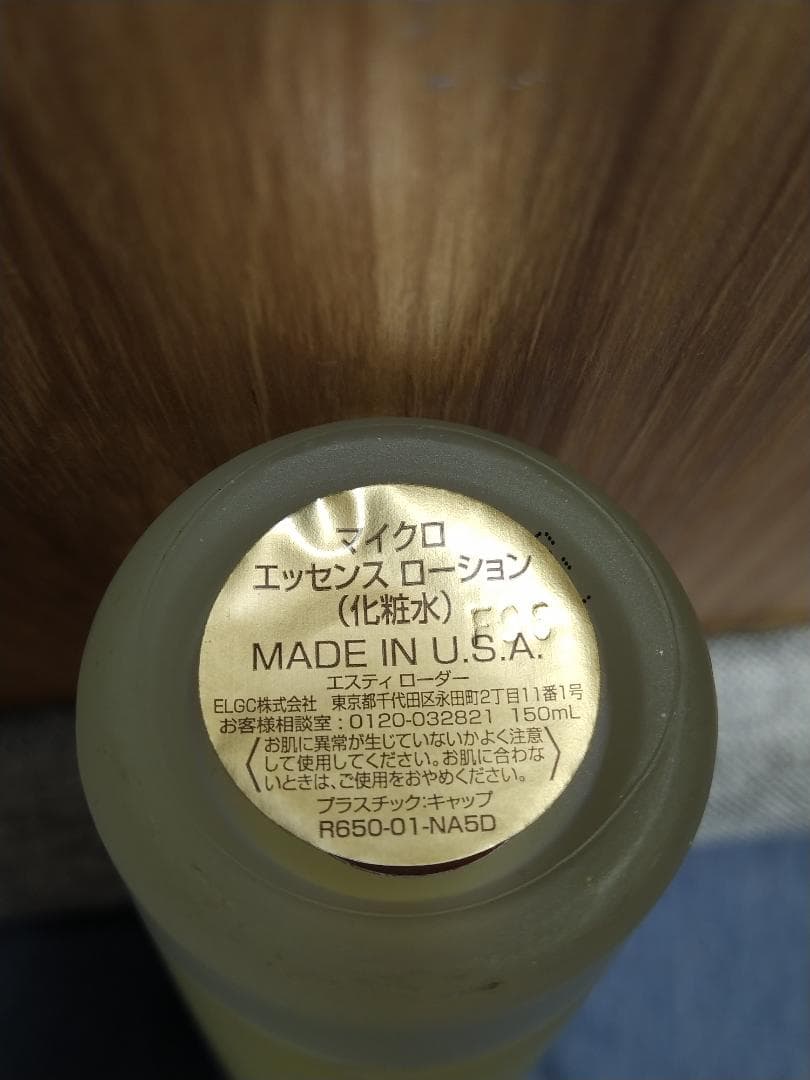 マイクロ
エッセンス ローション
(化粧水)
MADE IN U.S.A.
エスティ ローダー
ELGC株式会社 東京都千代田区永田町2丁目11番1号
お客様相談室:0120-032821 150mL
〈お肌に異常が生じていないかよく注意
して使用してください。お肌に合わな
いときは、ご使用をおやめください。〉
プラスチック:キャップ
R650-01-NA5D